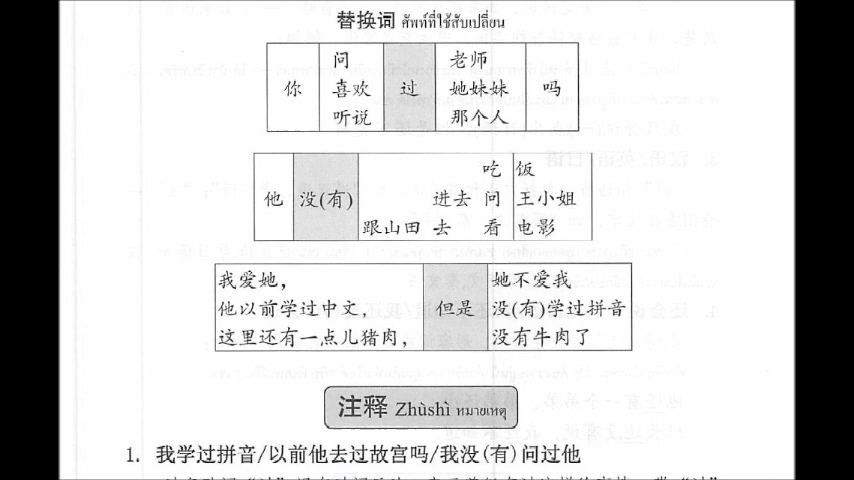 替换词 ศัพท์ที่ใช้สับเปลี่ยน
你 问 过 老师 吗
喜欢 她妹妹
听说 那个人
吃 饭
他 没(有) 进去 问 王小姐
跟山田 去 看 电影
我爱她， 她不爱我
他以前学过中文， 但是 没(有)学过拼音
这里还有一点儿猪肉， 没有牛肉了
注释 Zhùshì หมายเหตุ
1. 我学过拼音/以前他去过故宫吗/我没(有)问过他